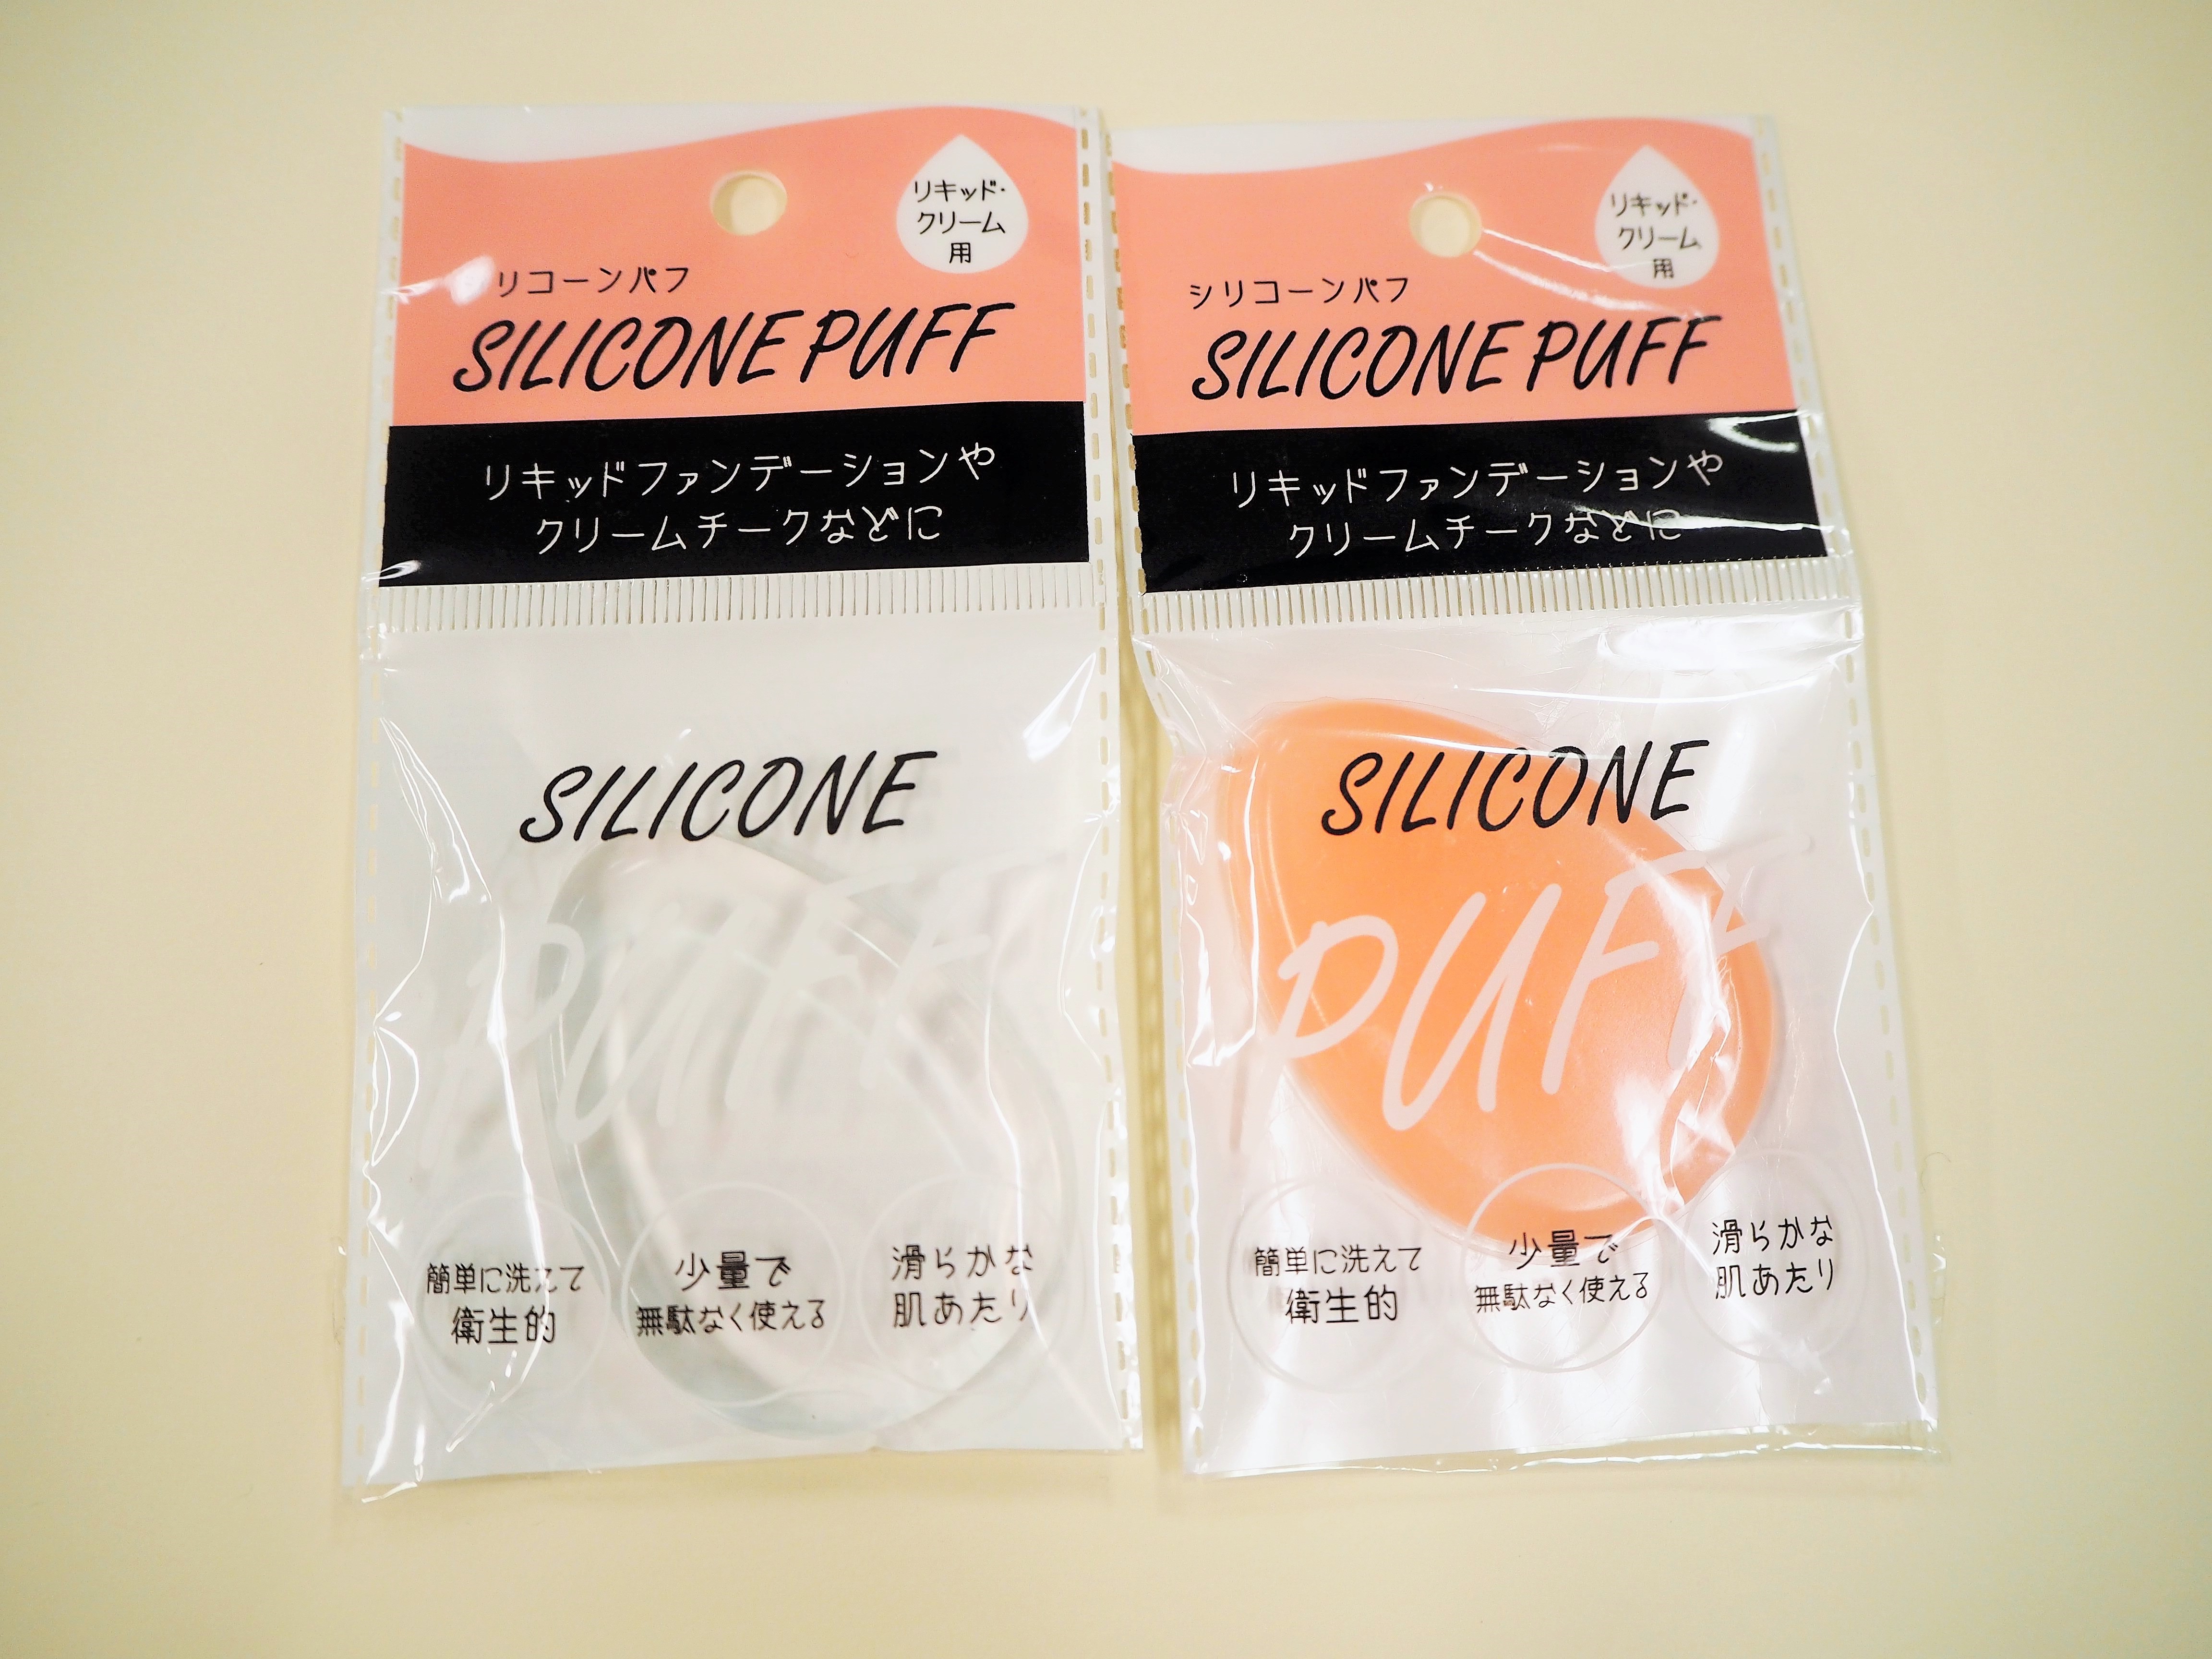 リキッド・
クリーム
用
リコーンパフ
SILICONE PUFF
リキッドファンデーションや
クリームチークなどに
SILICONE
PUFF
簡単に洗えて
衛生的
少量で
無駄なく使える
滑らかな
肌あたり
リキッド・
クリーム
用
シリコーンパフ
SILICONE PUFF
リキッドファンデーションや
クリームチークなどに
SILICONE
PUFF
簡単に洗えて
衛生的
少量で
無駄なく使える
滑らかな
肌あたり